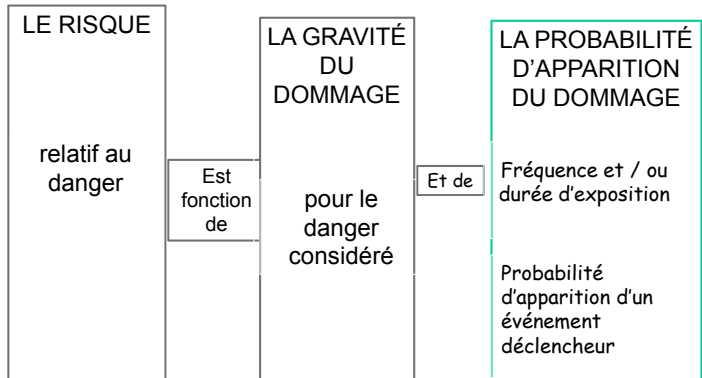 LE RISQUE
relatif au
danger
Est
fonction
de
LA GRAVITÉ
DU
DOMMAGE
pour le
danger
considéré
Et de
LA PROBABILITÉ
D’APPARITION
DU DOMMAGE
Fréquence et / ou
durée d’exposition
Probabilité
d’apparition d’un
événement
déclencheur